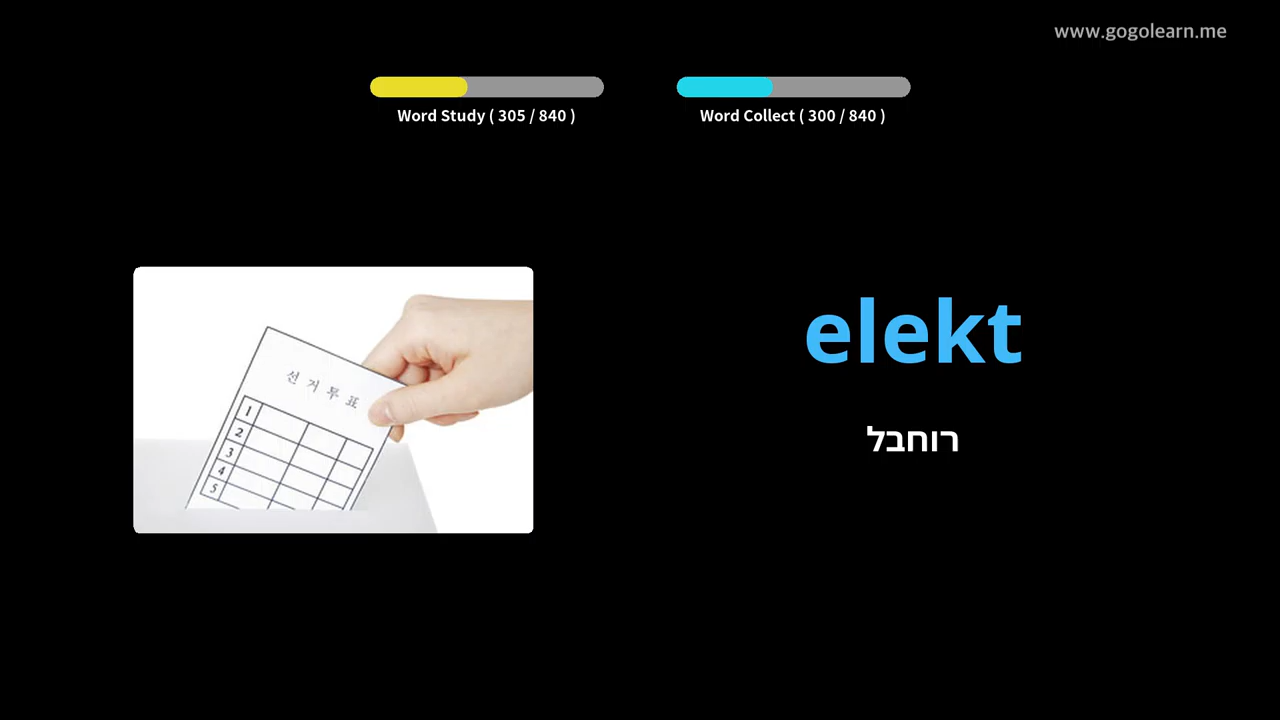 www.gogolearn.me
Word Study ( 305 / 840 )
Word Collect ( 300 / 840 )
선거투표
1
2
3
4
5
elekt
רוחבל